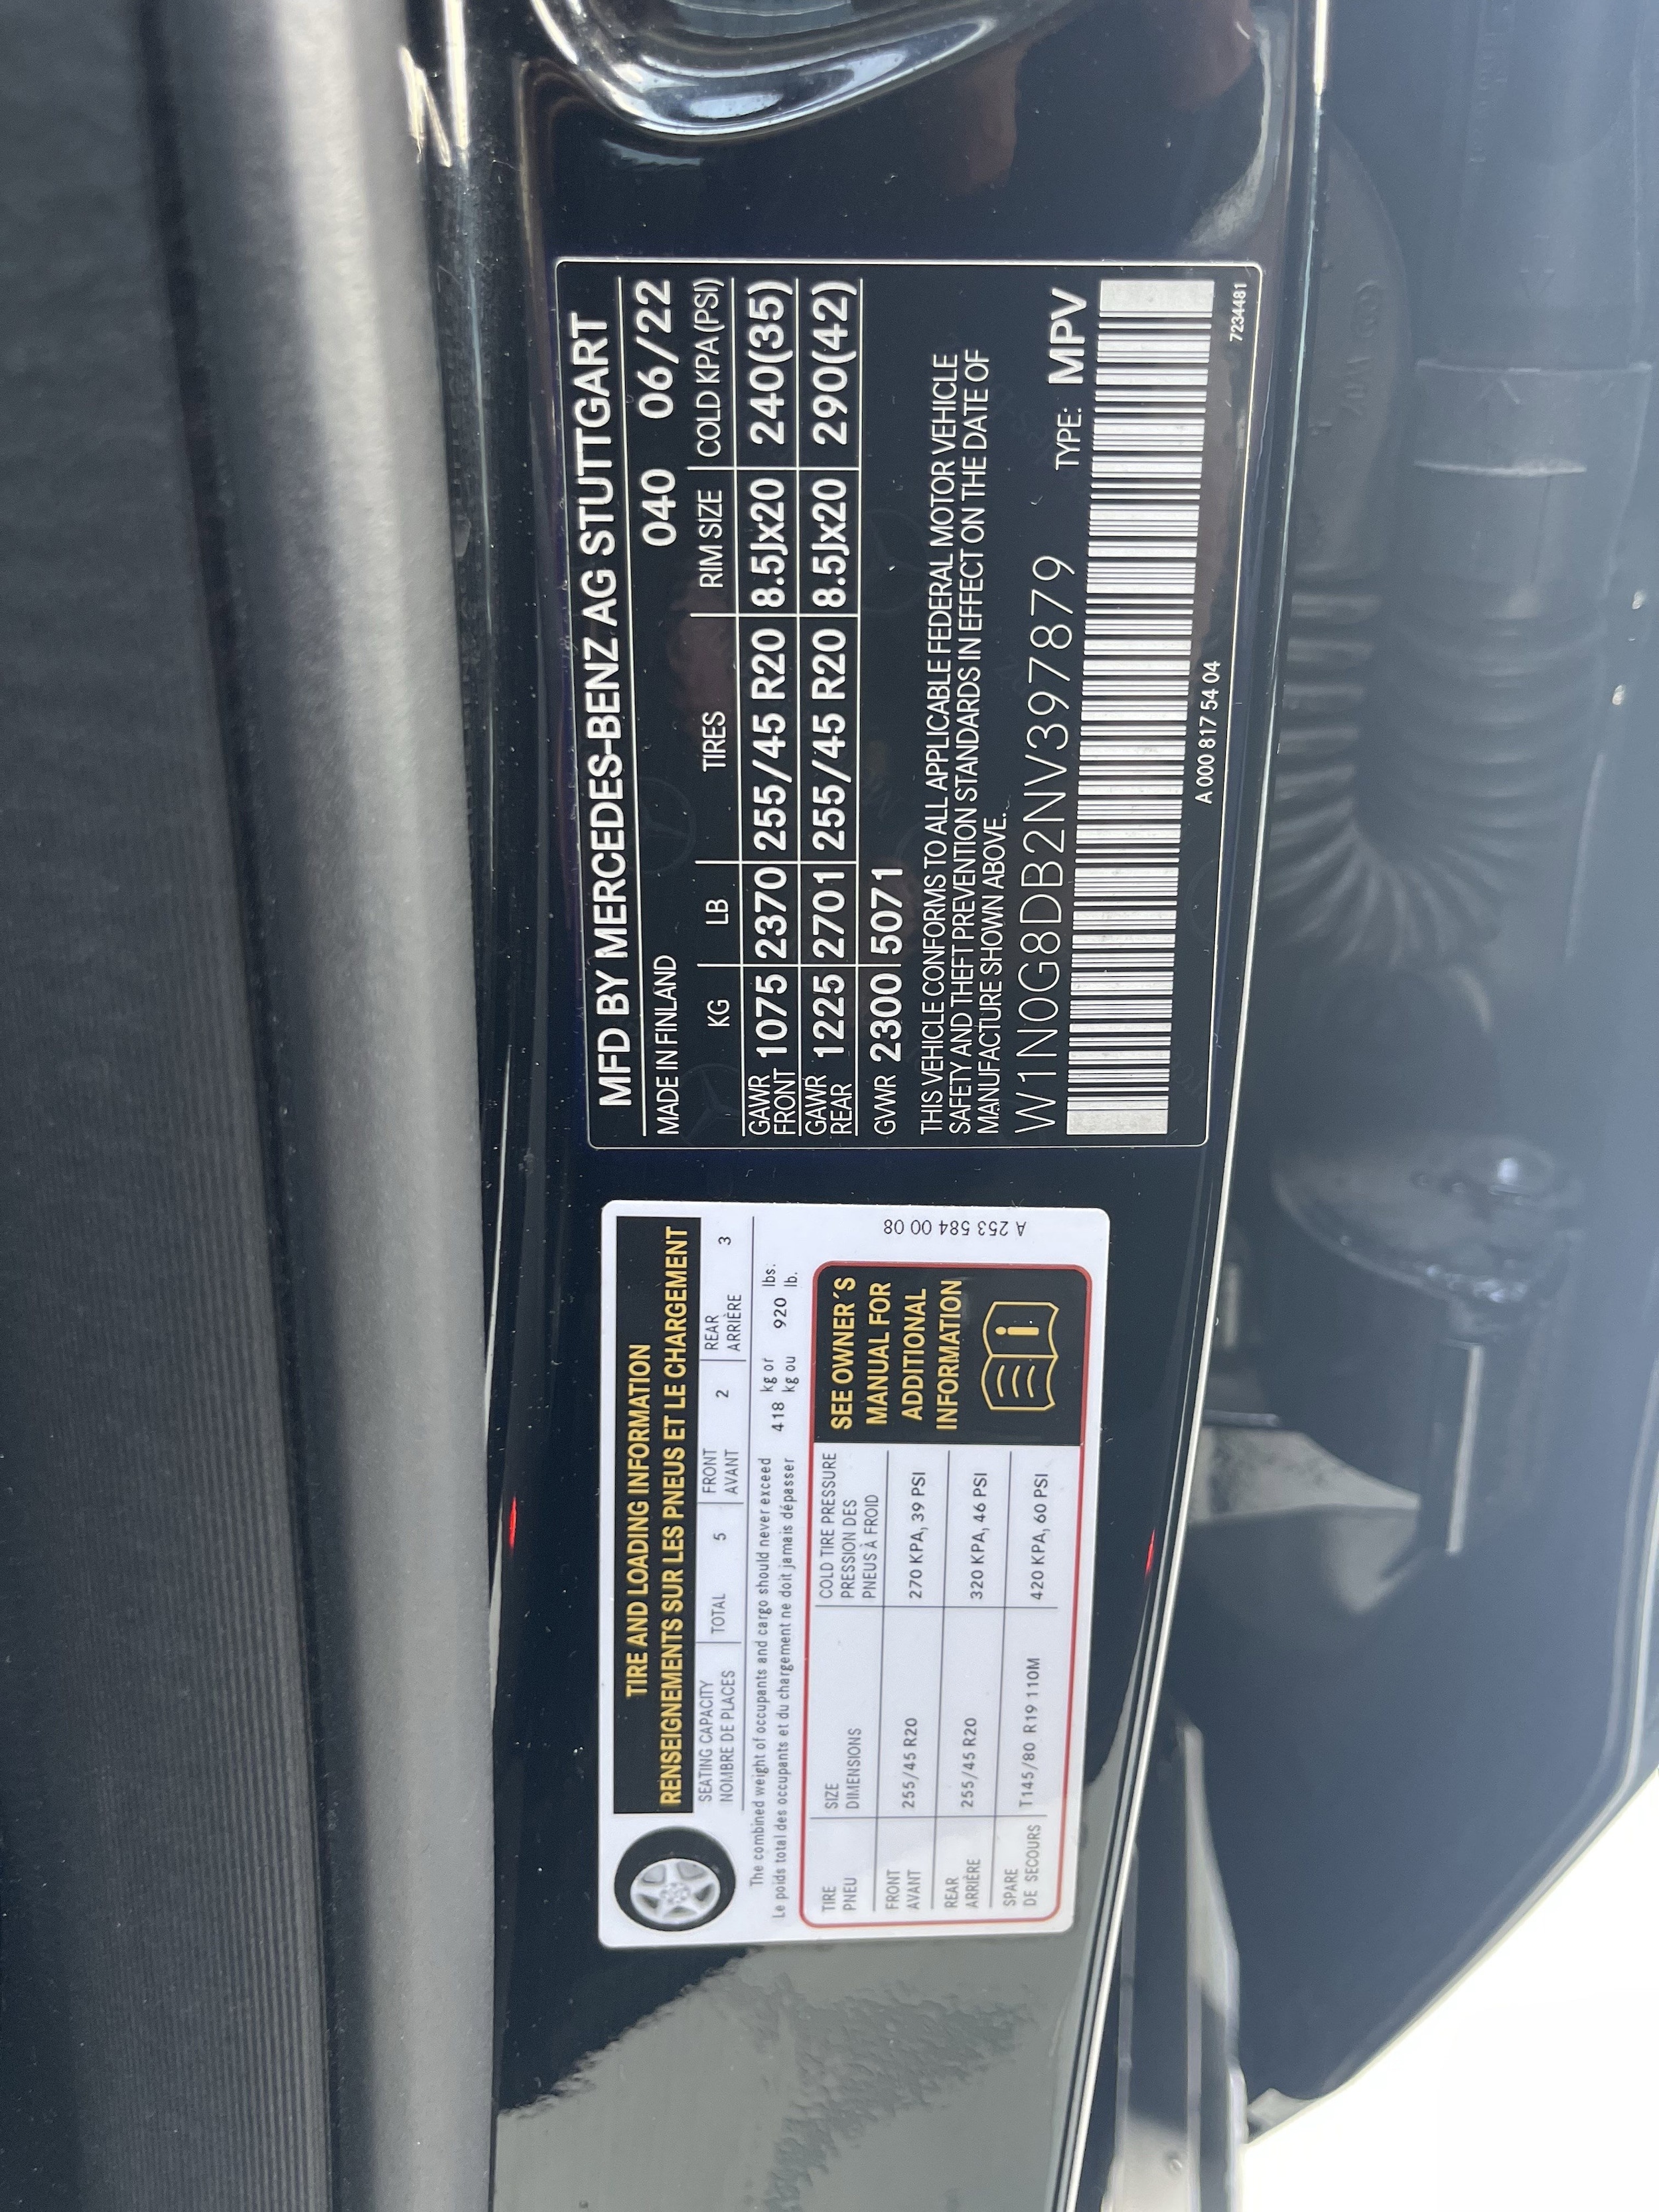 TIRE AND LOADING INFORMATION
RENSEIGNEMENTS SUR LES PNEUS ET LE CHARGEMENT
SEATING CAPACITY TOTAL 5 FRONT 2 REAR 3
NOMBRE DE PLACES AVANT ARRIÈRE
The combined weight of occupants and cargo should never exceed 418 kg or 920 lbs.
Le poids total des occupants et du chargement ne doit jamais dépasser kg ou lb.
TIRE SIZE COLD TIRE PRESSURE
PNEU DIMENSIONS PRESSION DES
PNEUS À FROID
FRONT 255/45 R20 270 KPA, 39 PSI
AVANT
REAR 255/45 R20 320 KPA, 46 PSI
ARRIÈRE
SPARE T145/80 R19 110M 420 KPA, 60 PSI
DE SECOURS
SEE OWNER´S
MANUAL FOR
ADDITIONAL
INFORMATION
i
A 253 584 00 08
MFD BY MERCEDES-BENZ AG STUTTGART
MADE IN FINLAND 040 06/22
KG LB TIRES RIM SIZE COLD KPA(PSI)
GAWR FRONT 1075 2370 255/45 R20 8.5Jx20 240(35)
GAWR REAR 1225 2701 255/45 R20 8.5Jx20 290(42)
GVWR 2300 5071
THIS VEHICLE CONFORMS TO ALL APPLICABLE FEDERAL MOTOR VEHICLE
SAFETY AND THEFT PREVENTION STANDARDS IN EFFECT ON THE DATE OF
MANUFACTURE SHOWN ABOVE.
W1N0G8DB2NV397879 TYPE: MPV
A 000 817 54 04
7234481